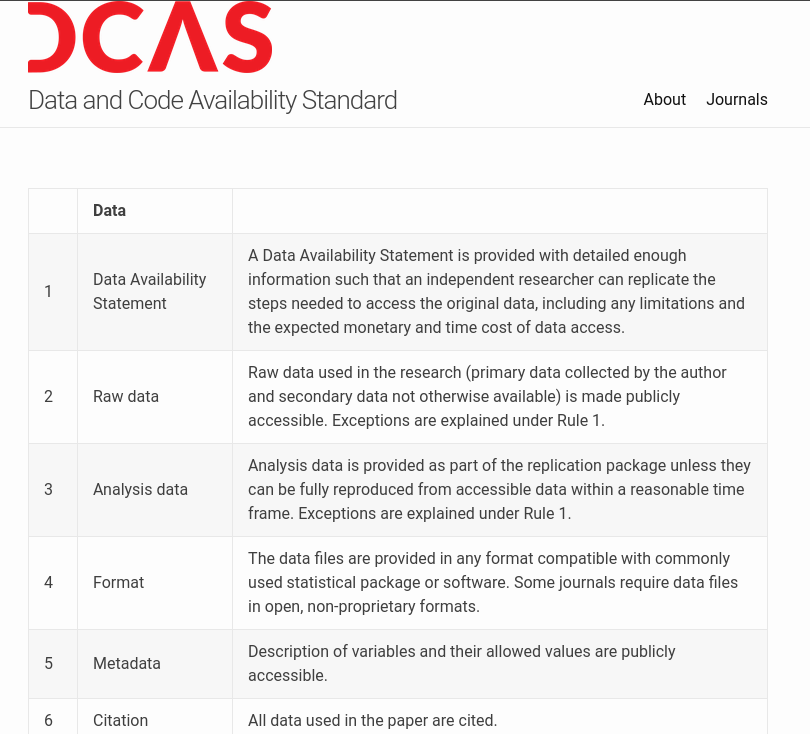 DCAS
Data and Code Availability Standard
About Journals
Data
1
Data Availability
Statement
A Data Availability Statement is provided with detailed enough
information such that an independent researcher can replicate the
steps needed to access the original data, including any limitations and
the expected monetary and time cost of data access.
2
Raw data
Raw data used in the research (primary data collected by the author
and secondary data not otherwise available) is made publicly
accessible. Exceptions are explained under Rule 1.
3
Analysis data
Analysis data is provided as part of the replication package unless they
can be fully reproduced from accessible data within a reasonable time
frame. Exceptions are explained under Rule 1.
4
Format
The data files are provided in any format compatible with commonly
used statistical package or software. Some journals require data files
in open, non-proprietary formats.
5
Metadata
Description of variables and their allowed values are publicly
accessible.
6
Citation
All data used in the paper are cited.